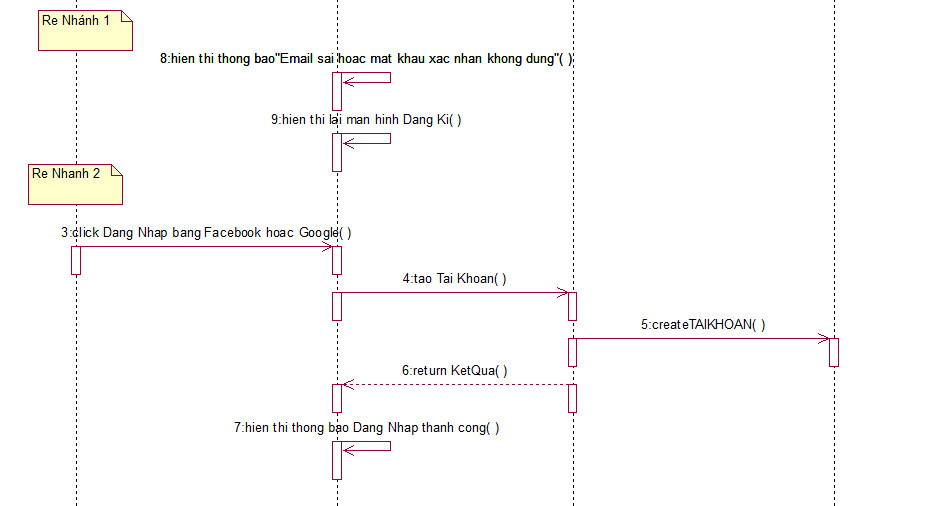 Re Nhánh 1
8:hien thi thong bao"Email sai hoac mat khau xac nhan khong dung"( )
9:hien thi lai man hinh Dang Ki( )
Re Nhanh 2
3:click Dang Nhap bang Facebook hoac Google( )
4:tao Tai Khoan( )
5:createTAIKHOAN( )
6:return KetQua( )
7:hien thi thong bao Dang Nhap thanh cong( )